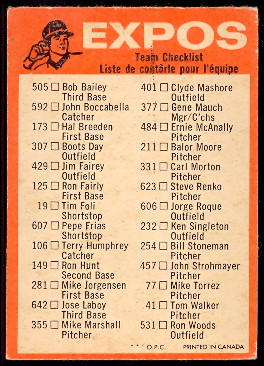 EXPOS
Team Checklist
Liste de contôrle pour l'équipe
505 □ Bob Bailey
Third Base
592 □ John Boccabella
Catcher
173 □ Hal Breeden
First Base
307 □ Boots Day
Outfield
429 □ Jim Fairey
Outfield
125 □ Ron Fairly
First Base
19 □ Tim Foli
Shortstop
607 □ Pepe Frias
Shortstop
106 □ Terry Humphrey
Catcher
149 □ Ron Hunt
Second Base
281 □ Mike Jorgensen
First Base
642 □ Jose Laboy
Third Base
355 □ Mike Marshall
Pitcher
401 □ Clyde Mashore
Outfield
377 □ Gene Mauch
Mgr/C'chs
484 □ Ernie McAnally
Pitcher
211 □ Balor Moore
Pitcher
331 □ Carl Morton
Pitcher
623 □ Steve Renko
Pitcher
606 □ Jorge Roque
Outfield
232 □ Ken Singleton
Outfield
254 □ Bill Stoneman
Pitcher
457 □ John Strohmayer
Pitcher
77 □ Mike Torrez
Pitcher
41 □ Tom Walker
Pitcher
531 □ Ron Woods
Outfield
***O.P.C. PRINTED IN CANADA